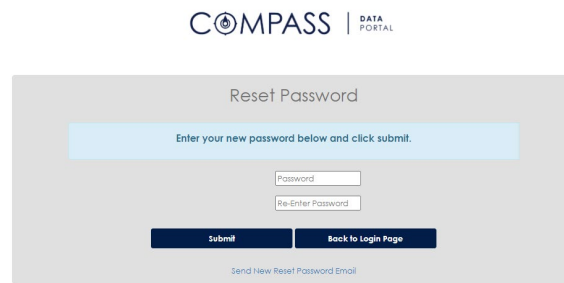 COMPASS DATA PORTAL
Reset Password
Enter your new password below and click submit.
Password
Re-Enter Password
Submit Back to Login Page
Send New Reset Password Email